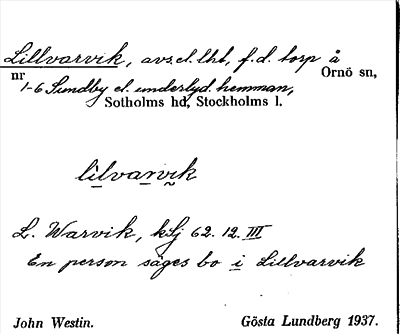 Lillvarvik, avs. el. lht, f. d. torp å
nr Ornö sn,
1-6 Sundby el. underlyd. hemman,
Sotholms hd, Stockholms l.
lilvarvik
L. Warvik, kSj 62. 12. III
En person säges bo i Lillvarvik
John Westin. Gösta Lundberg 1937.